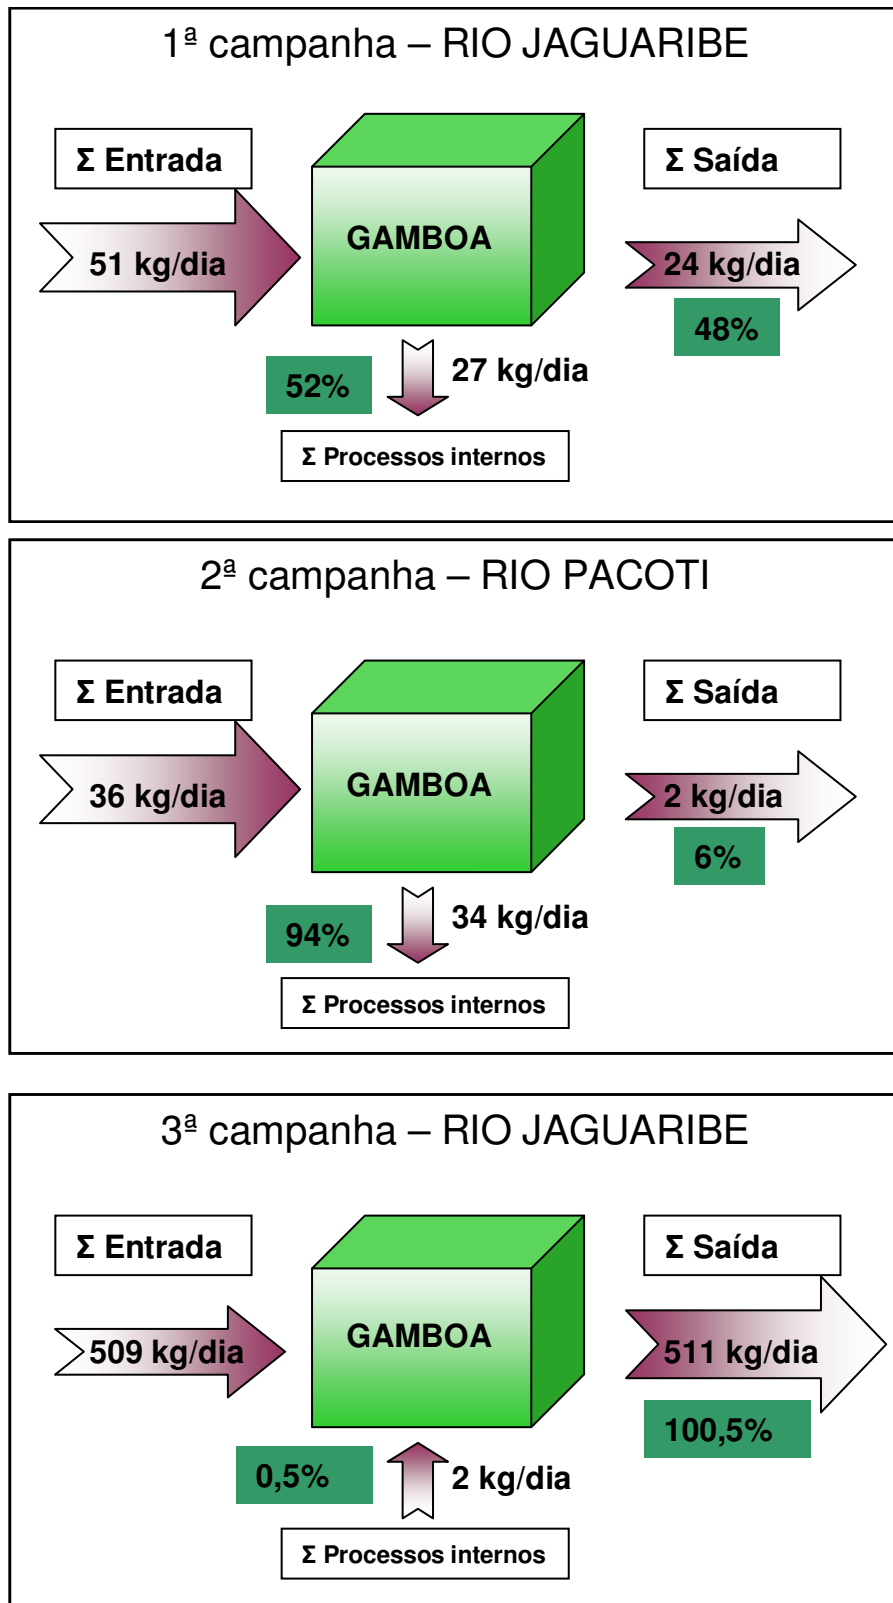 1ª campanha – RIO JAGUARIBE
Σ Entrada
Σ Saída
GAMBOA
51 kg/dia
24 kg/dia
48%
52%
27 kg/dia
Σ Processos internos
2ª campanha – RIO PACOTI
Σ Entrada
Σ Saída
GAMBOA
36 kg/dia
2 kg/dia
6%
94%
34 kg/dia
Σ Processos internos
3ª campanha – RIO JAGUARIBE
Σ Entrada
Σ Saída
GAMBOA
509 kg/dia
511 kg/dia
100,5%
0,5%
2 kg/dia
Σ Processos internos